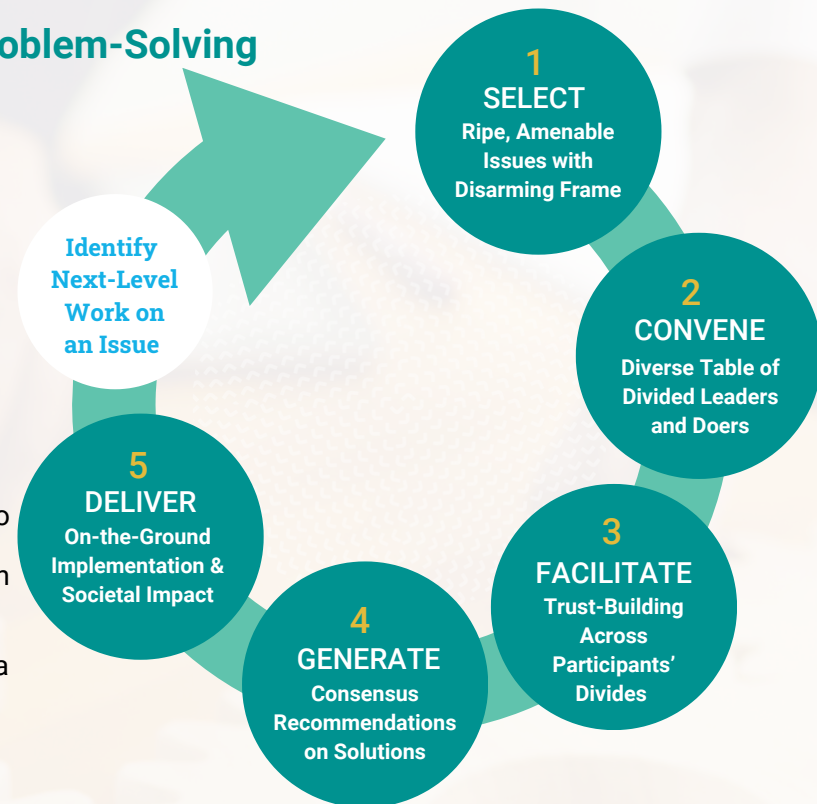 oblem-Solving
1
SELECT
Ripe, Amenable
Issues with
Disarming Frame
2
CONVENE
Diverse Table of
Divided Leaders
and Doers
3
FACILITATE
Trust-Building
Across
Participants’
Divides
4
GENERATE
Consensus
Recommendations
on Solutions
5
DELIVER
On-the-Ground
Implementation &
Societal Impact
Identify
Next-Level
Work on
an Issue
o
n
a